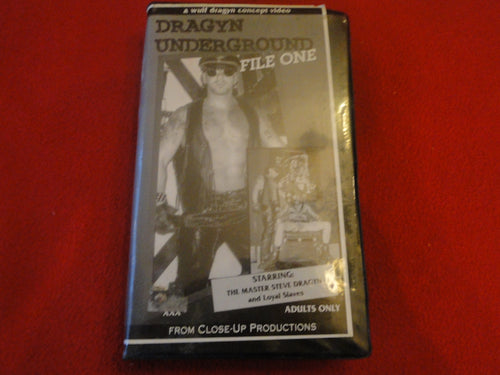 a wulf dragyn concept video
DRAGYN
UNDERGROUND
FILE ONE
STARRING:
THE MASTER STEVE DRAGYN
and Loyal Slaves
XXX
ADULTS ONLY
FROM CLOSE-UP PRODUCTIONS